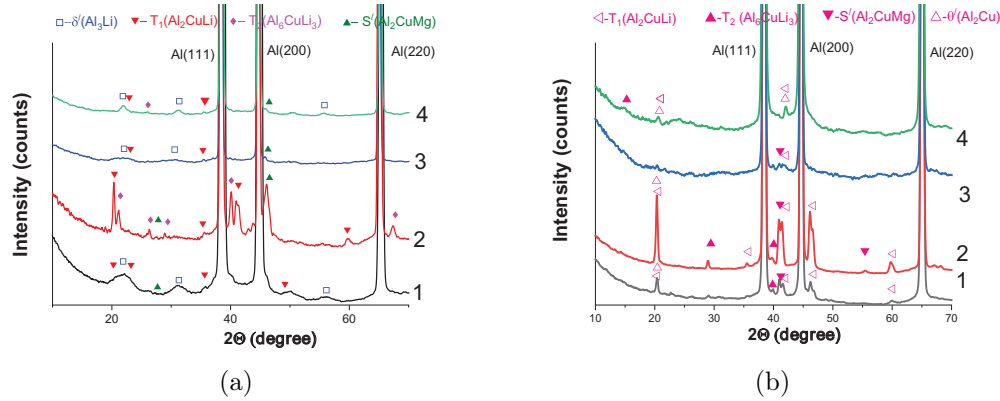 □-δ′(Al₃Li) ▼-T₁(Al₂CuLi) ♦-T₂(Al₆CuLi₃) ▲-S′(Al₂CuMg)
Al(111)
Al(200)
Al(220)
4
3
2
1
Intensity (counts)
20 40 60
2Θ (degree)
(a)
◁-T₁(Al₂CuLi) ▲-T₂ (Al₆CuLi₃) ▼-S′(Al₂CuMg) △-θ′(Al₂Cu)
Al(111)
Al(200)
Al(220)
4
3
2
1
Intensity (counts)
10 20 30 40 50 60 70
2Θ (degree)
(b)